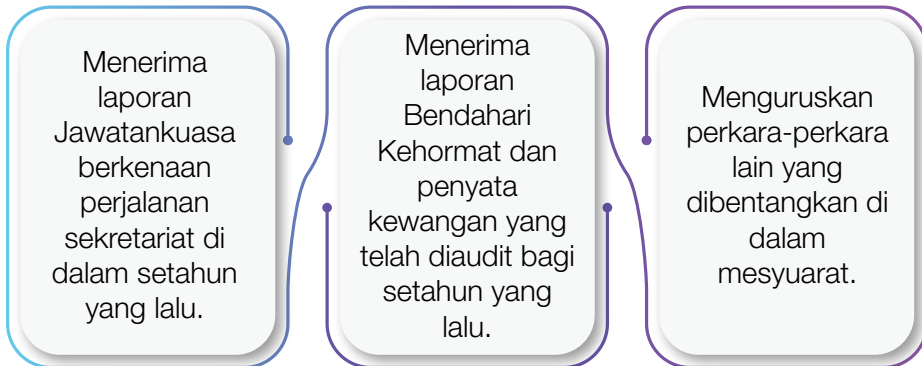 Menerima
laporan
Jawatankuasa
berkenaan
perjalanan
sekretariat di
dalam setahun
yang lalu.
Menerima
laporan
Bendahari
Kehormat dan
penyata
kewangan yang
telah diaudit bagi
setahun yang
lalu.
Menguruskan
perkara-perkara
lain yang
dibentangkan di
dalam
mesyuarat.